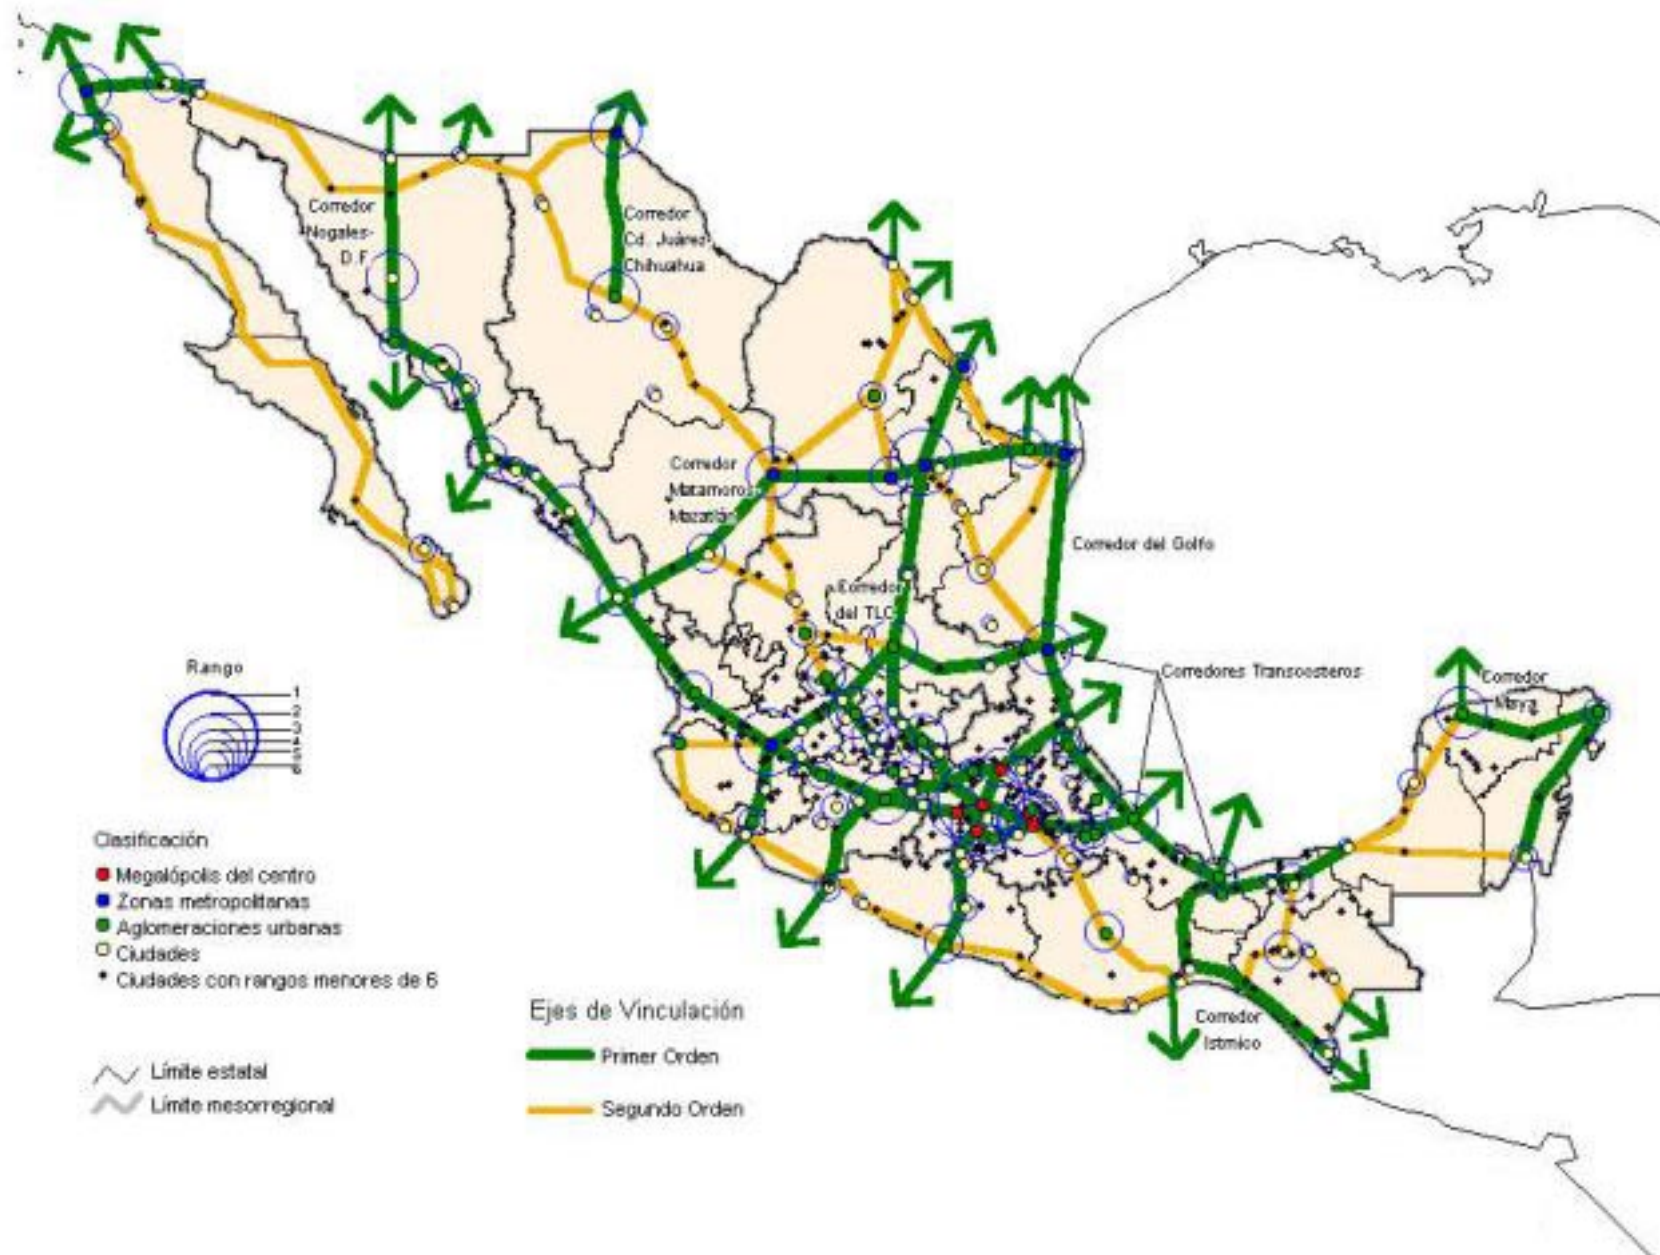 Corredor
Nogales-
D.F.
Corredor
Cd. Juárez-
Chihuahua
Corredor
Matamoros-
Mazatlán
Corredor del Golfo
Corredor
del TLC
Corredores Transcosteros
Corredor
Maya
Rango
1
2
3
4
5
6
Clasificación
Megalópolis del centro
Zonas metropolitanas
Aglomeraciones urbanas
Ciudades
Ciudades con rangos menores de 6
Ejes de Vinculación
Corredor
Istmico
Primer Orden
Límite estatal
Límite mesorregional
Segundo Orden